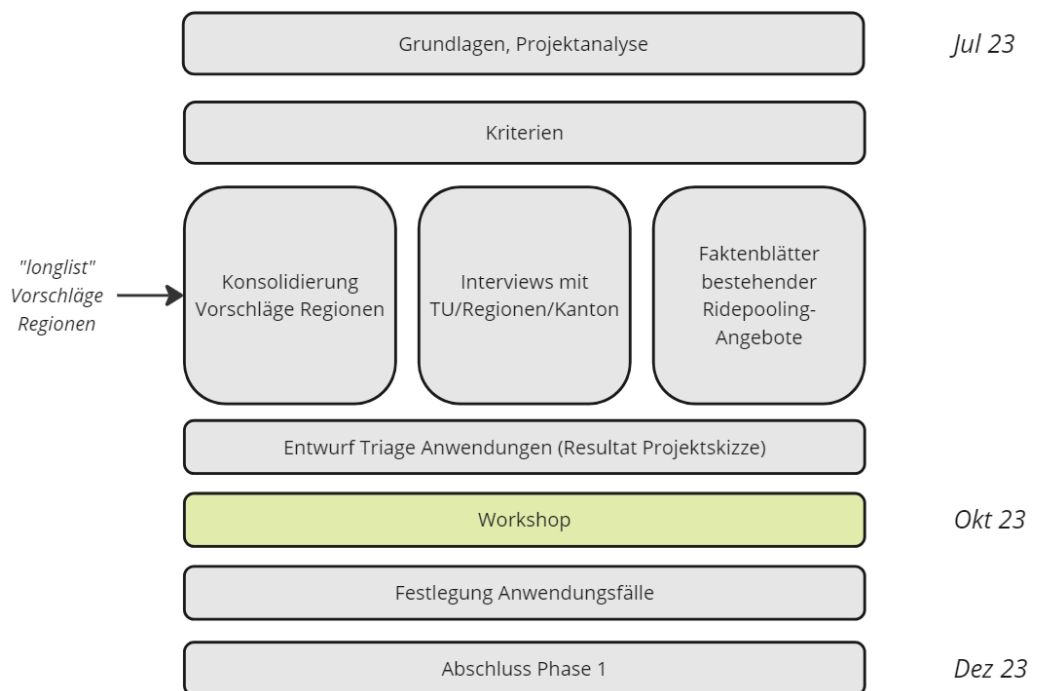 Grundlagen, Projektanalyse
Jul 23
Kriterien
"longlist"
Vorschläge
Regionen
Konsolidierung
Vorschläge Regionen
Interviews mit
TU/Regionen/Kanton
Faktenblätter
bestehender
Ridepooling-
Angebote
Entwurf Triage Anwendungen (Resultat Projektskizze)
Workshop
Okt 23
Festlegung Anwendungsfälle
Abschluss Phase 1
Dez 23